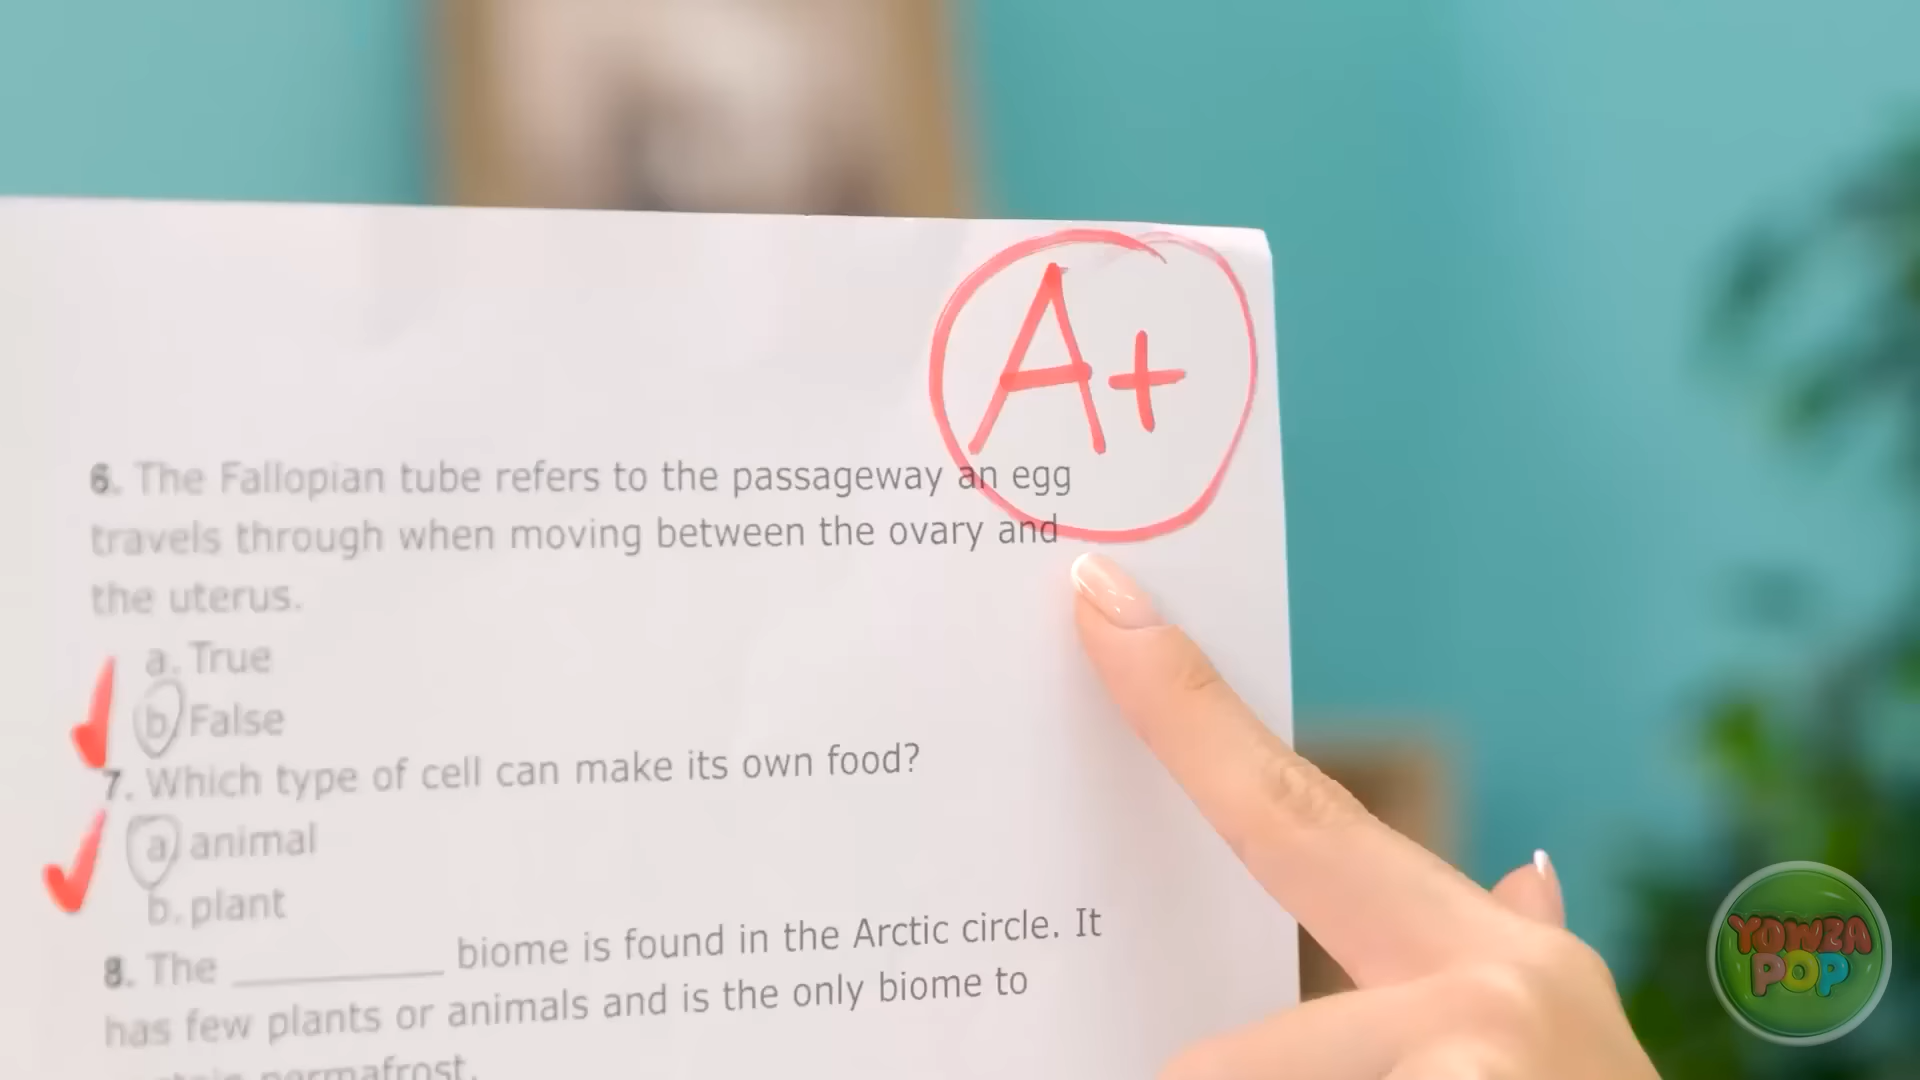 A+
6. The Fallopian tube refers to the passageway an egg
travels through when moving between the ovary and
the uterus.
a. True
b. False
7. Which type of cell can make its own food?
a. animal
b. plant
8. The __________ biome is found in the Arctic circle. It
has few plants or animals and is the only biome to
permafrost.
YOWZA
POP